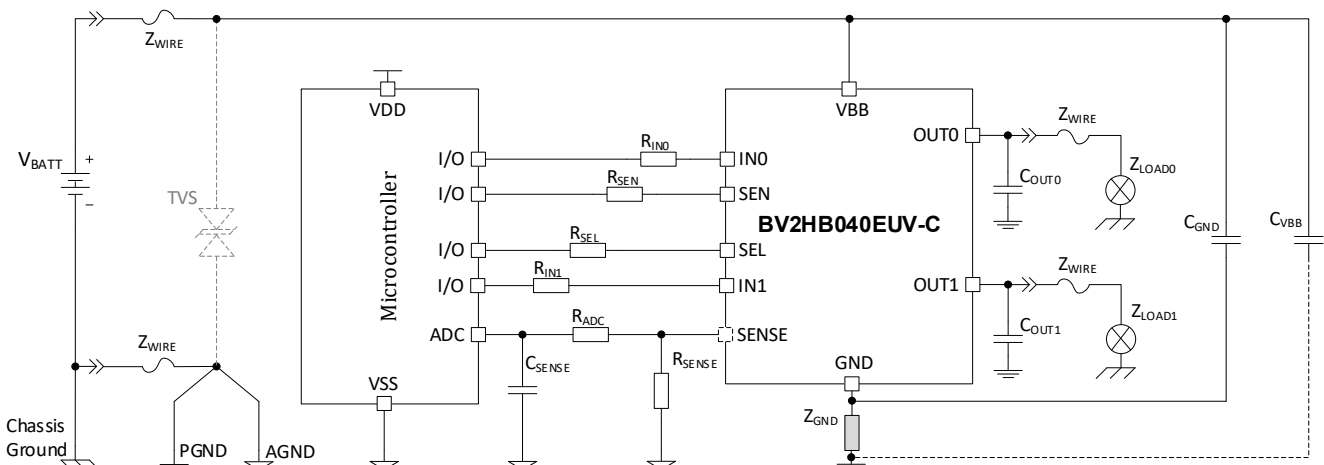 Z_WIRE
V_BATT
+
−
TVS
Z_WIRE
Chassis
Ground
PGND
AGND
VDD
I/O
I/O
I/O
I/O
ADC
VSS
Microcontroller
R_IN0
R_SEN
R_SEL
R_IN1
R_ADC
C_SENSE
R_SENSE
VBB
IN0
SEN
SEL
IN1
SENSE
BV2HB040EUV-C
OUT0
OUT1
GND
Z_GND
Z_WIRE
C_OUT0
Z_LOAD0
Z_WIRE
C_OUT1
Z_LOAD1
C_GND
C_VBB